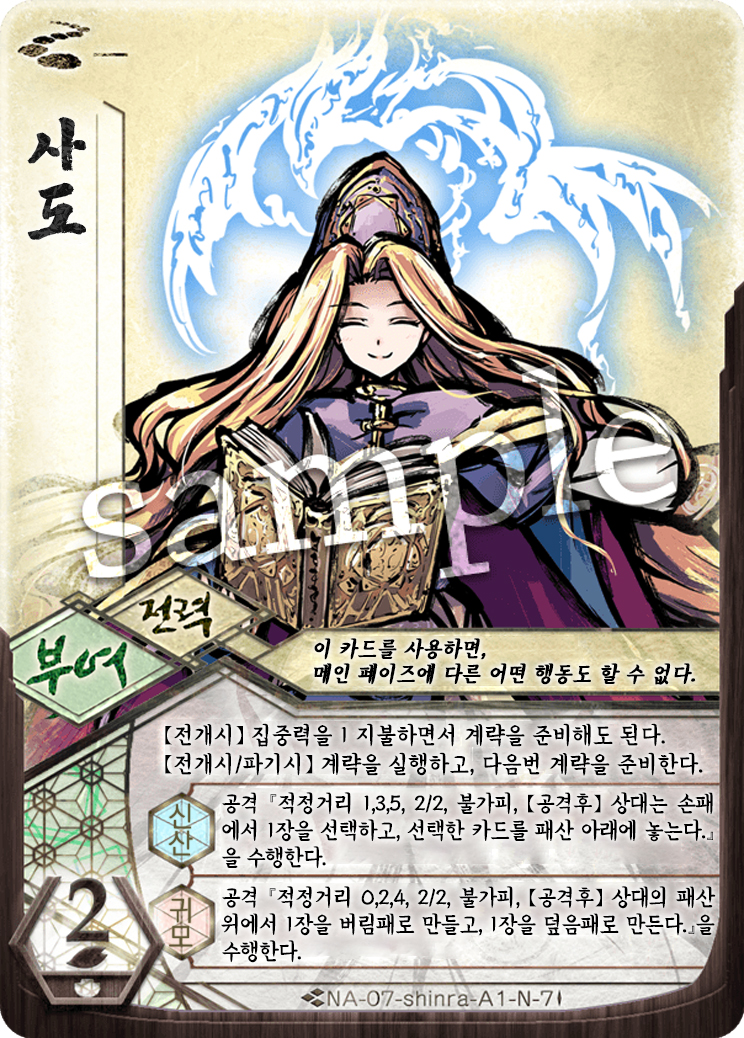 사도
sample
전력
부여
이 카드를 사용하면,
메인 페이즈에 다른 어떤 행동도 할 수 없다.
【전개시】 집중력을 1 지불하면서 계략을 준비해도 된다.
【전개시/파기시】 계략을 실행하고, 다음번 계략을 준비한다.
신산
공격 『적정거리 1,3,5, 2/2, 불가피, 【공격후】 상대는 손패
에서 1장을 선택하고, 선택한 카드를 패산 아래에 놓는다.』
을 수행한다.
귀모
공격 『적정거리 0,2,4, 2/2, 불가피, 【공격후】 상대의 패산
위에서 1장을 버림패로 만들고, 1장을 덮음패로 만든다.』을
수행한다.
2
NA-07-shinra-A1-N-7